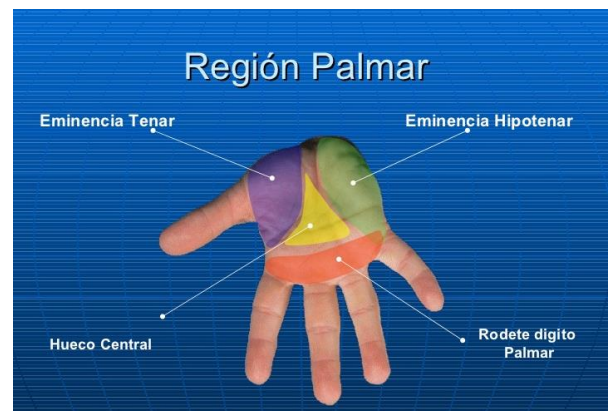 Región Palmar
Eminencia Tenar
Eminencia Hipotenar
Hueco Central
Rodete digito
Palmar